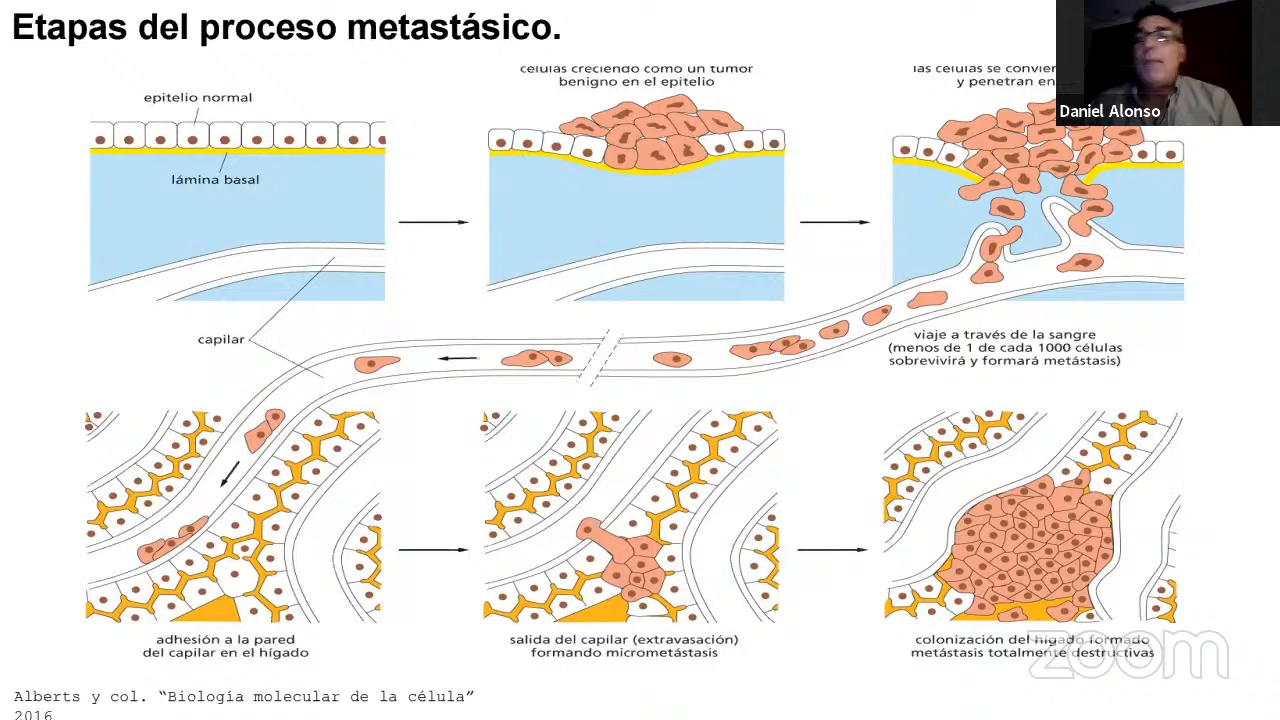 Etapas del proceso metastásico.
Daniel Alonso
células creciendo como un tumor
benigno en el epitelio
las células se convie
y penetran en
epitelio normal
lámina basal
capilar
viaje a través de la sangre
(menos de 1 de cada 1000 células
sobrevivirá y formará metástasis)
adhesión a la pared
del capilar en el hígado
salida del capilar (extravasación)
formando micrometástasis
colonización del hígado formado
metástasis totalmente destructivas
zoom
Alberts y col. “Biología molecular de la célula”
2016